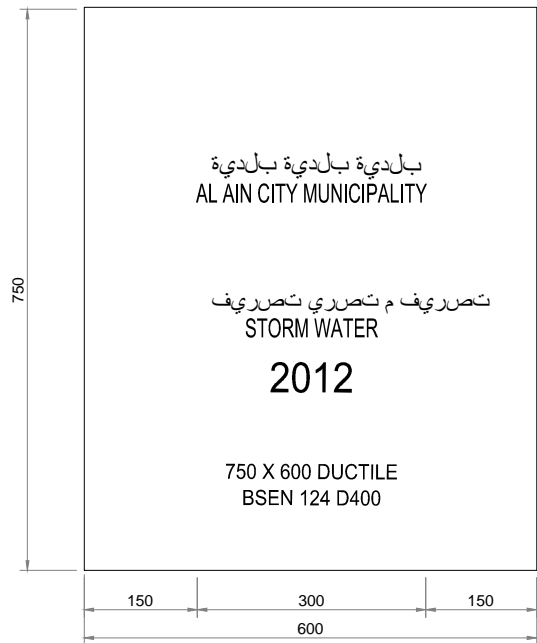 بلدية بلدية بلدية
AL AIN CITY MUNICIPALITY
تصريف م تصري تصريف
STORM WATER
2012
750 X 600 DUCTILE
BSEN 124 D400
750
150 300 150
600